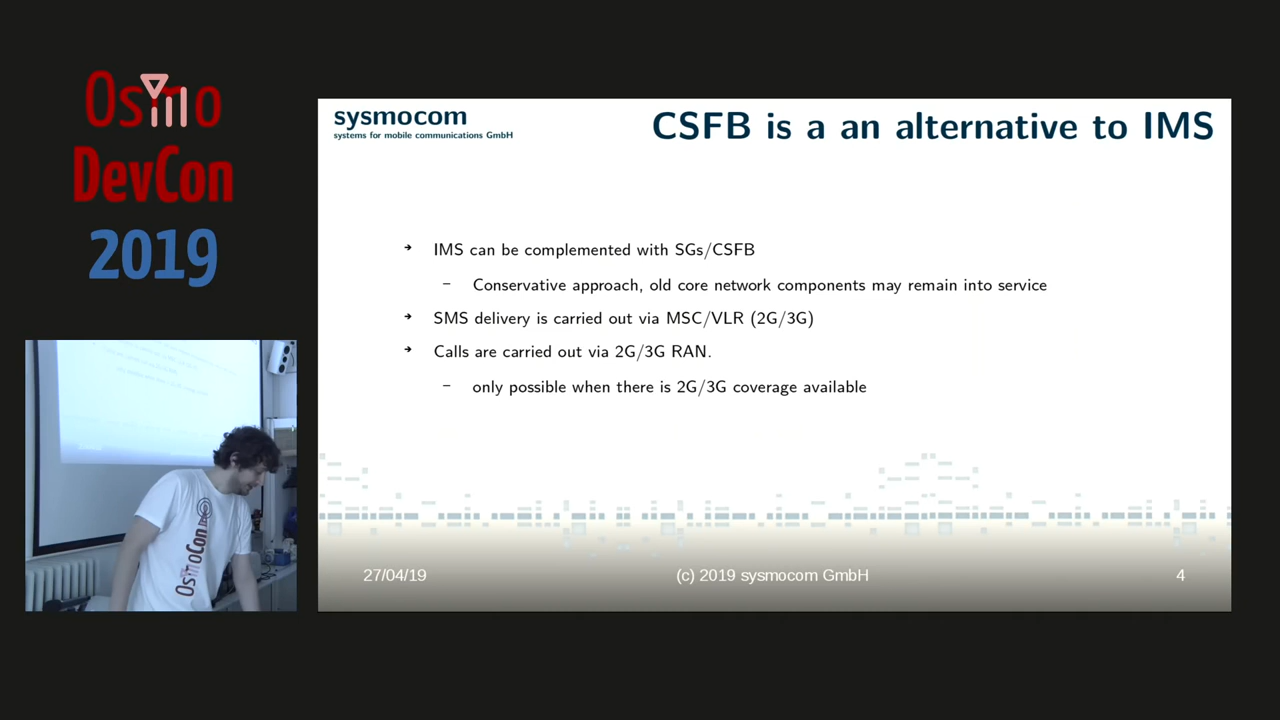 Osmo
DevCon
2019
sysmocom
systems for mobile communications GmbH
CSFB is a an alternative to IMS
➔ IMS can be complemented with SGs/CSFB
– Conservative approach, old core network components may remain into service
➔ SMS delivery is carried out via MSC/VLR (2G/3G)
➔ Calls are carried out via 2G/3G RAN.
– only possible when there is 2G/3G coverage available
27/04/19
(c) 2019 sysmocom GmbH
4
OsmoCon